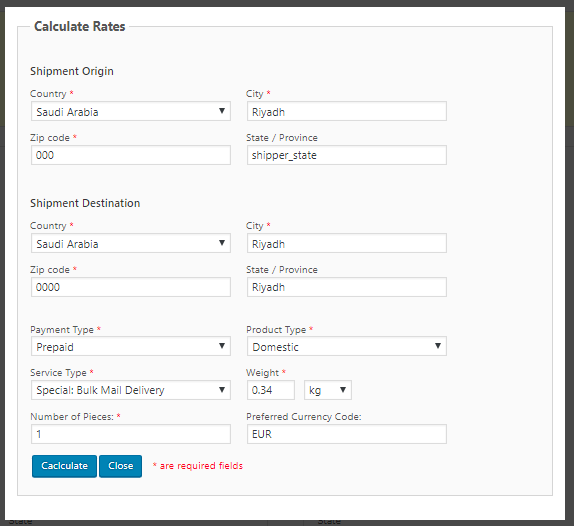 Calculate Rates
Shipment Origin
Country * City *
Saudi Arabia Riyadh
Zip code * State / Province
000 shipper_state
Shipment Destination
Country * City *
Saudi Arabia Riyadh
Zip code * State / Province
0000 Riyadh
Payment Type * Product Type *
Prepaid Domestic
Service Type * Weight *
Special: Bulk Mail Delivery 0.34 kg
Number of Pieces: * Preferred Currency Code:
1 EUR
Caclculate Close * are required fields
State State